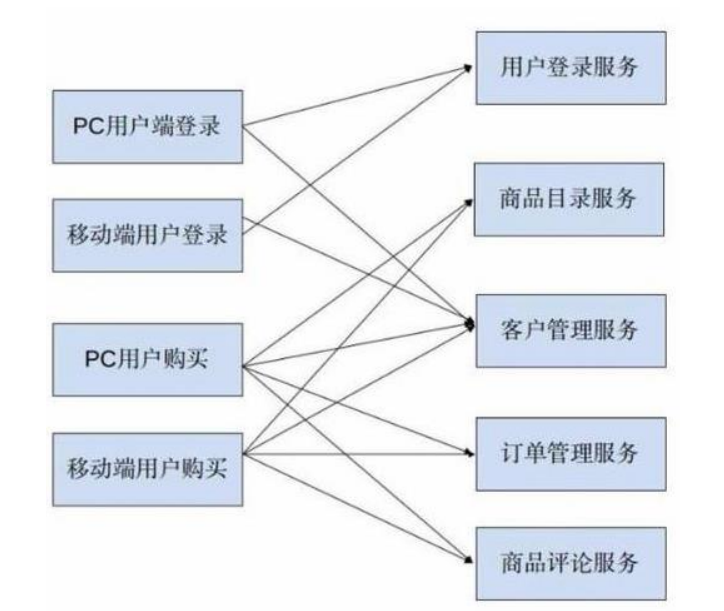 PC用户端登录
移动端用户登录
PC用户购买
移动端用户购买
用户登录服务
商品目录服务
客户管理服务
订单管理服务
商品评论服务